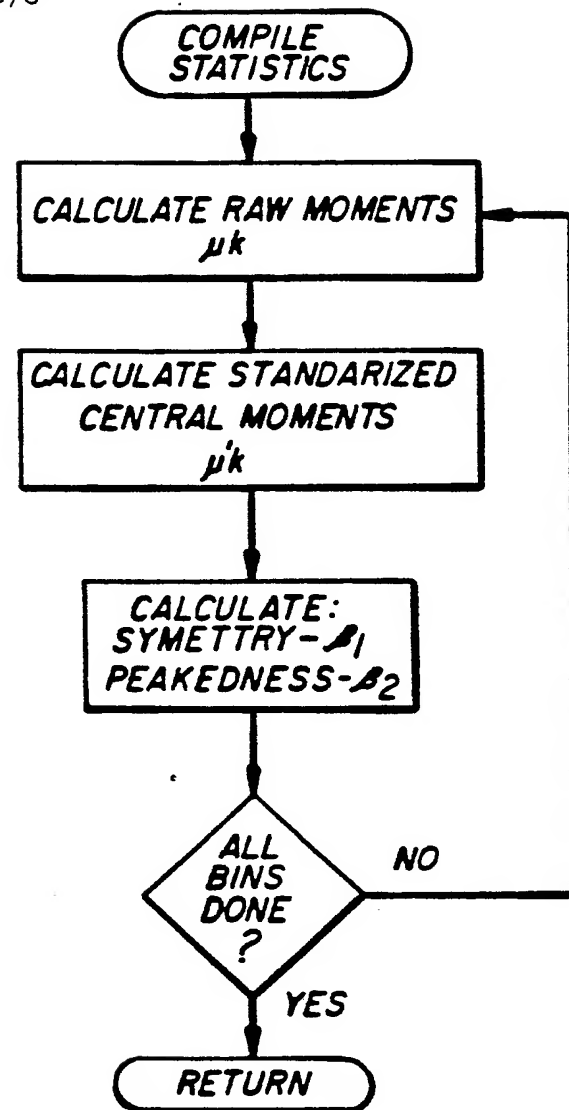 COMPILE
STATISTICS
CALCULATE RAW MOMENTS
μk
CALCULATE STANDARIZED
CENTRAL MOMENTS
μ'k
CALCULATE:
SYMETTRY-β1
PEAKEDNESS-β2
ALL
BINS
DONE
?
NO
YES
RETURN